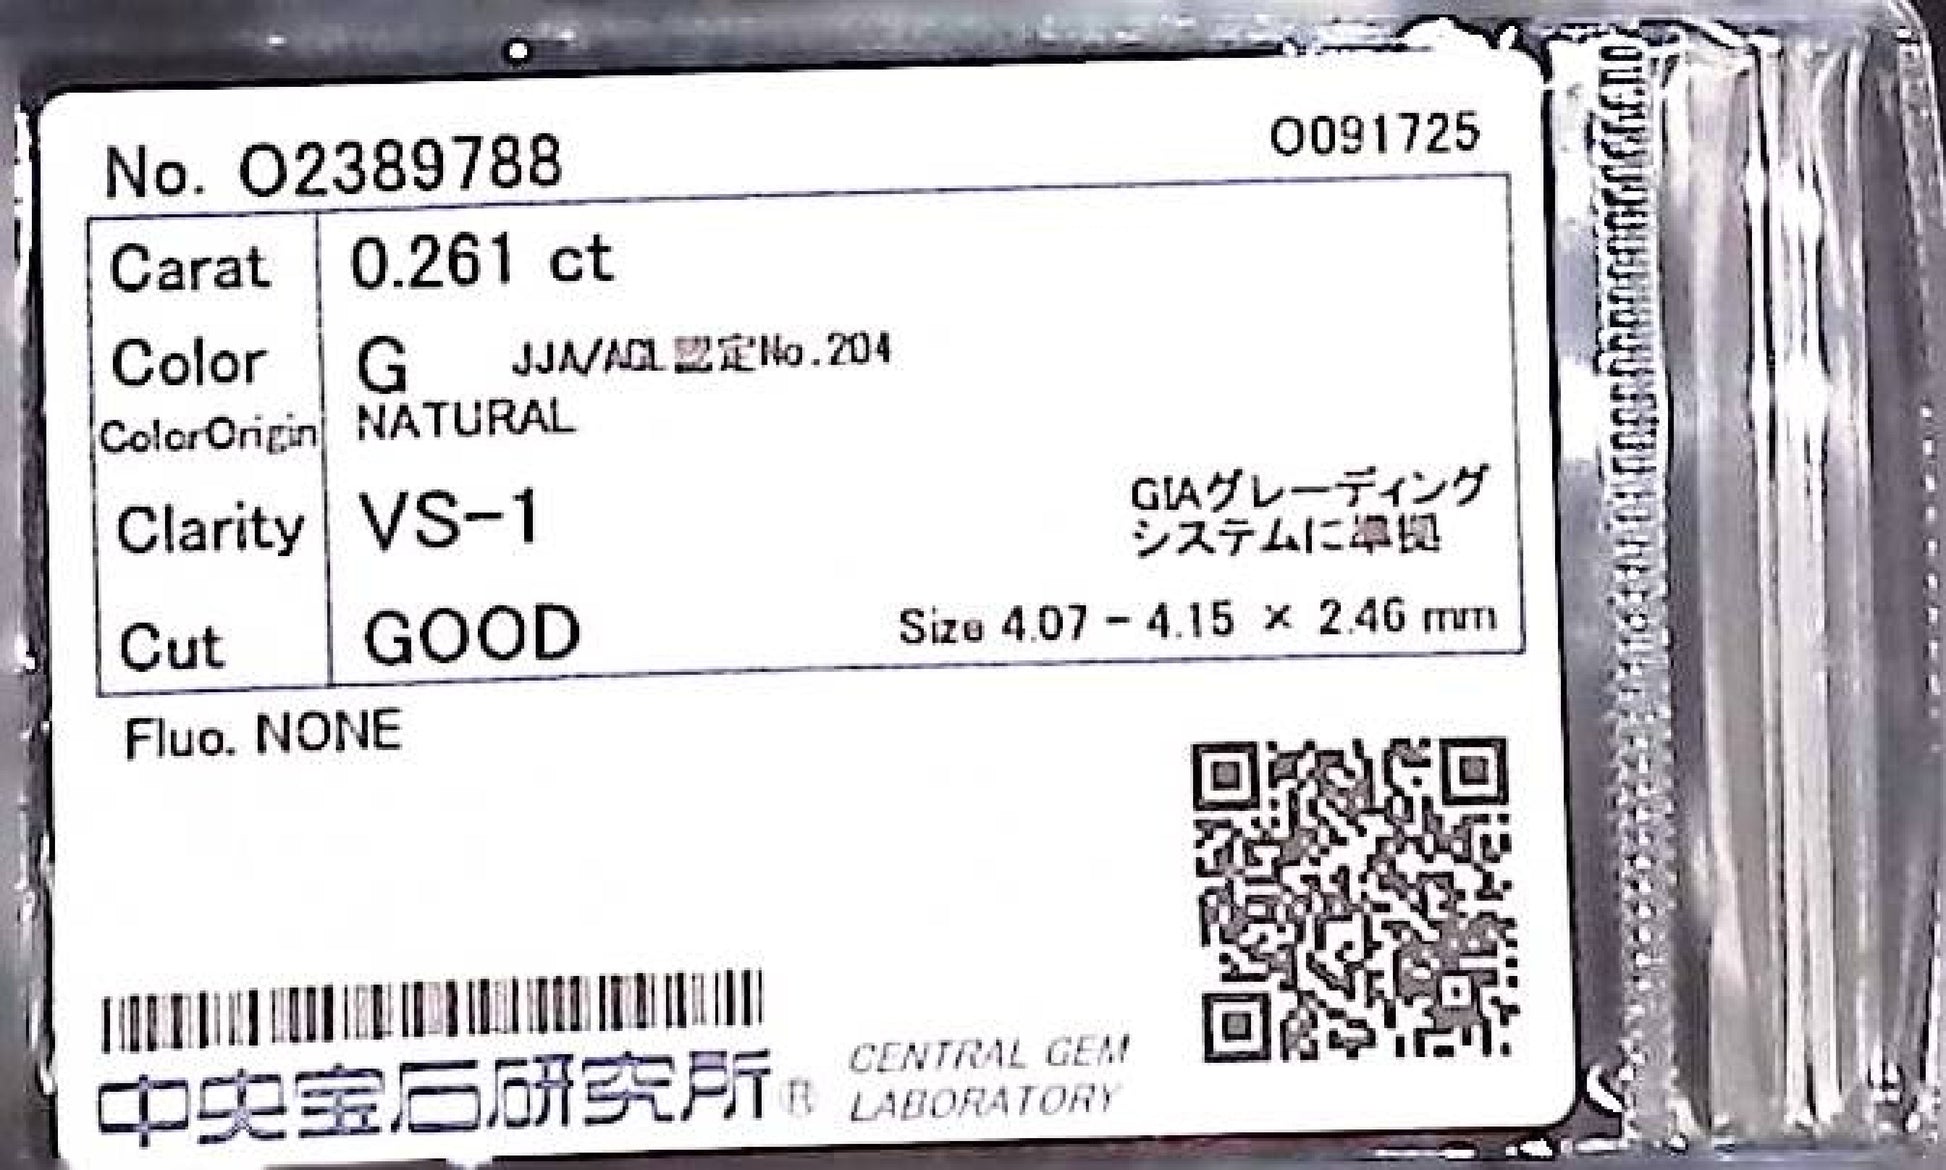 No. O2389788
O091725
Carat 0.261 ct
Color G JJA/AGL認定No.204
ColorOrigin NATURAL
Clarity VS-1
GIAグレーディング
システムに準拠
Cut GOOD Size 4.07 - 4.15 × 2.46 mm
Fluo. NONE
中央宝石研究所®
CENTRAL GEM
LABORATORY